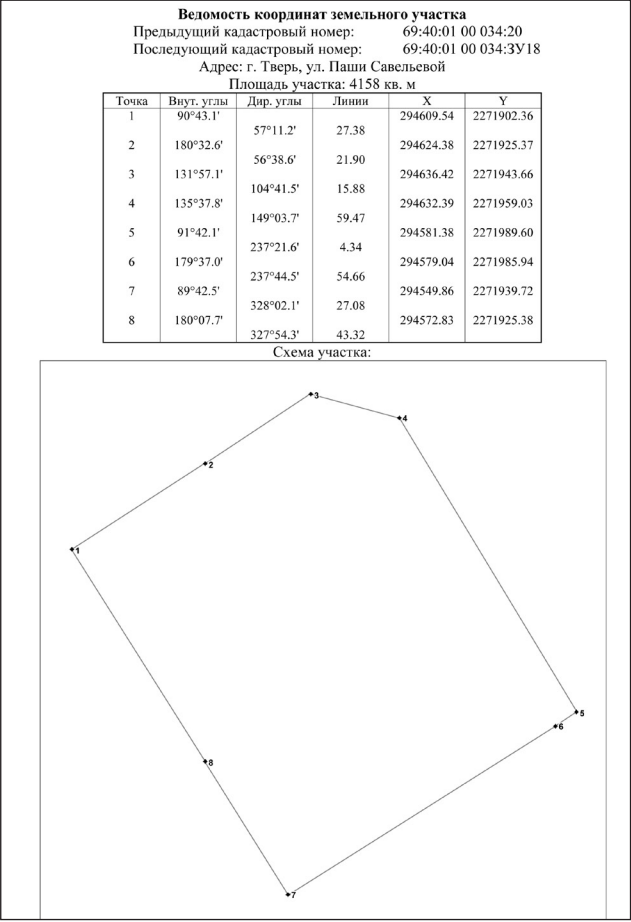 Ведомость координат земельного участка
Предыдущий кадастровый номер: 69:40:01 00 034:20
Последующий кадастровый номер: 69:40:01 00 034:ЗУ18
Адрес: г. Тверь, ул. Паши Савельевой
Площадь участка: 4158 кв. м
Точка Внут. углы Дир. углы Линии X Y
1 90°43.1' 294609.54 2271902.36
57°11.2' 27.38
2 180°32.6' 294624.38 2271925.37
56°38.6' 21.90
3 131°57.1' 294636.42 2271943.66
104°41.5' 15.88
4 135°37.8' 294632.39 2271959.03
149°03.7' 59.47
5 91°42.1' 294581.38 2271989.60
237°21.6' 4.34
6 179°37.0' 294579.04 2271985.94
237°44.5' 54.66
7 89°42.5' 294549.86 2271939.72
328°02.1' 27.08
8 180°07.7' 294572.83 2271925.38
327°54.3' 43.32
Схема участка:
3
4
2
1
5
6
8
7